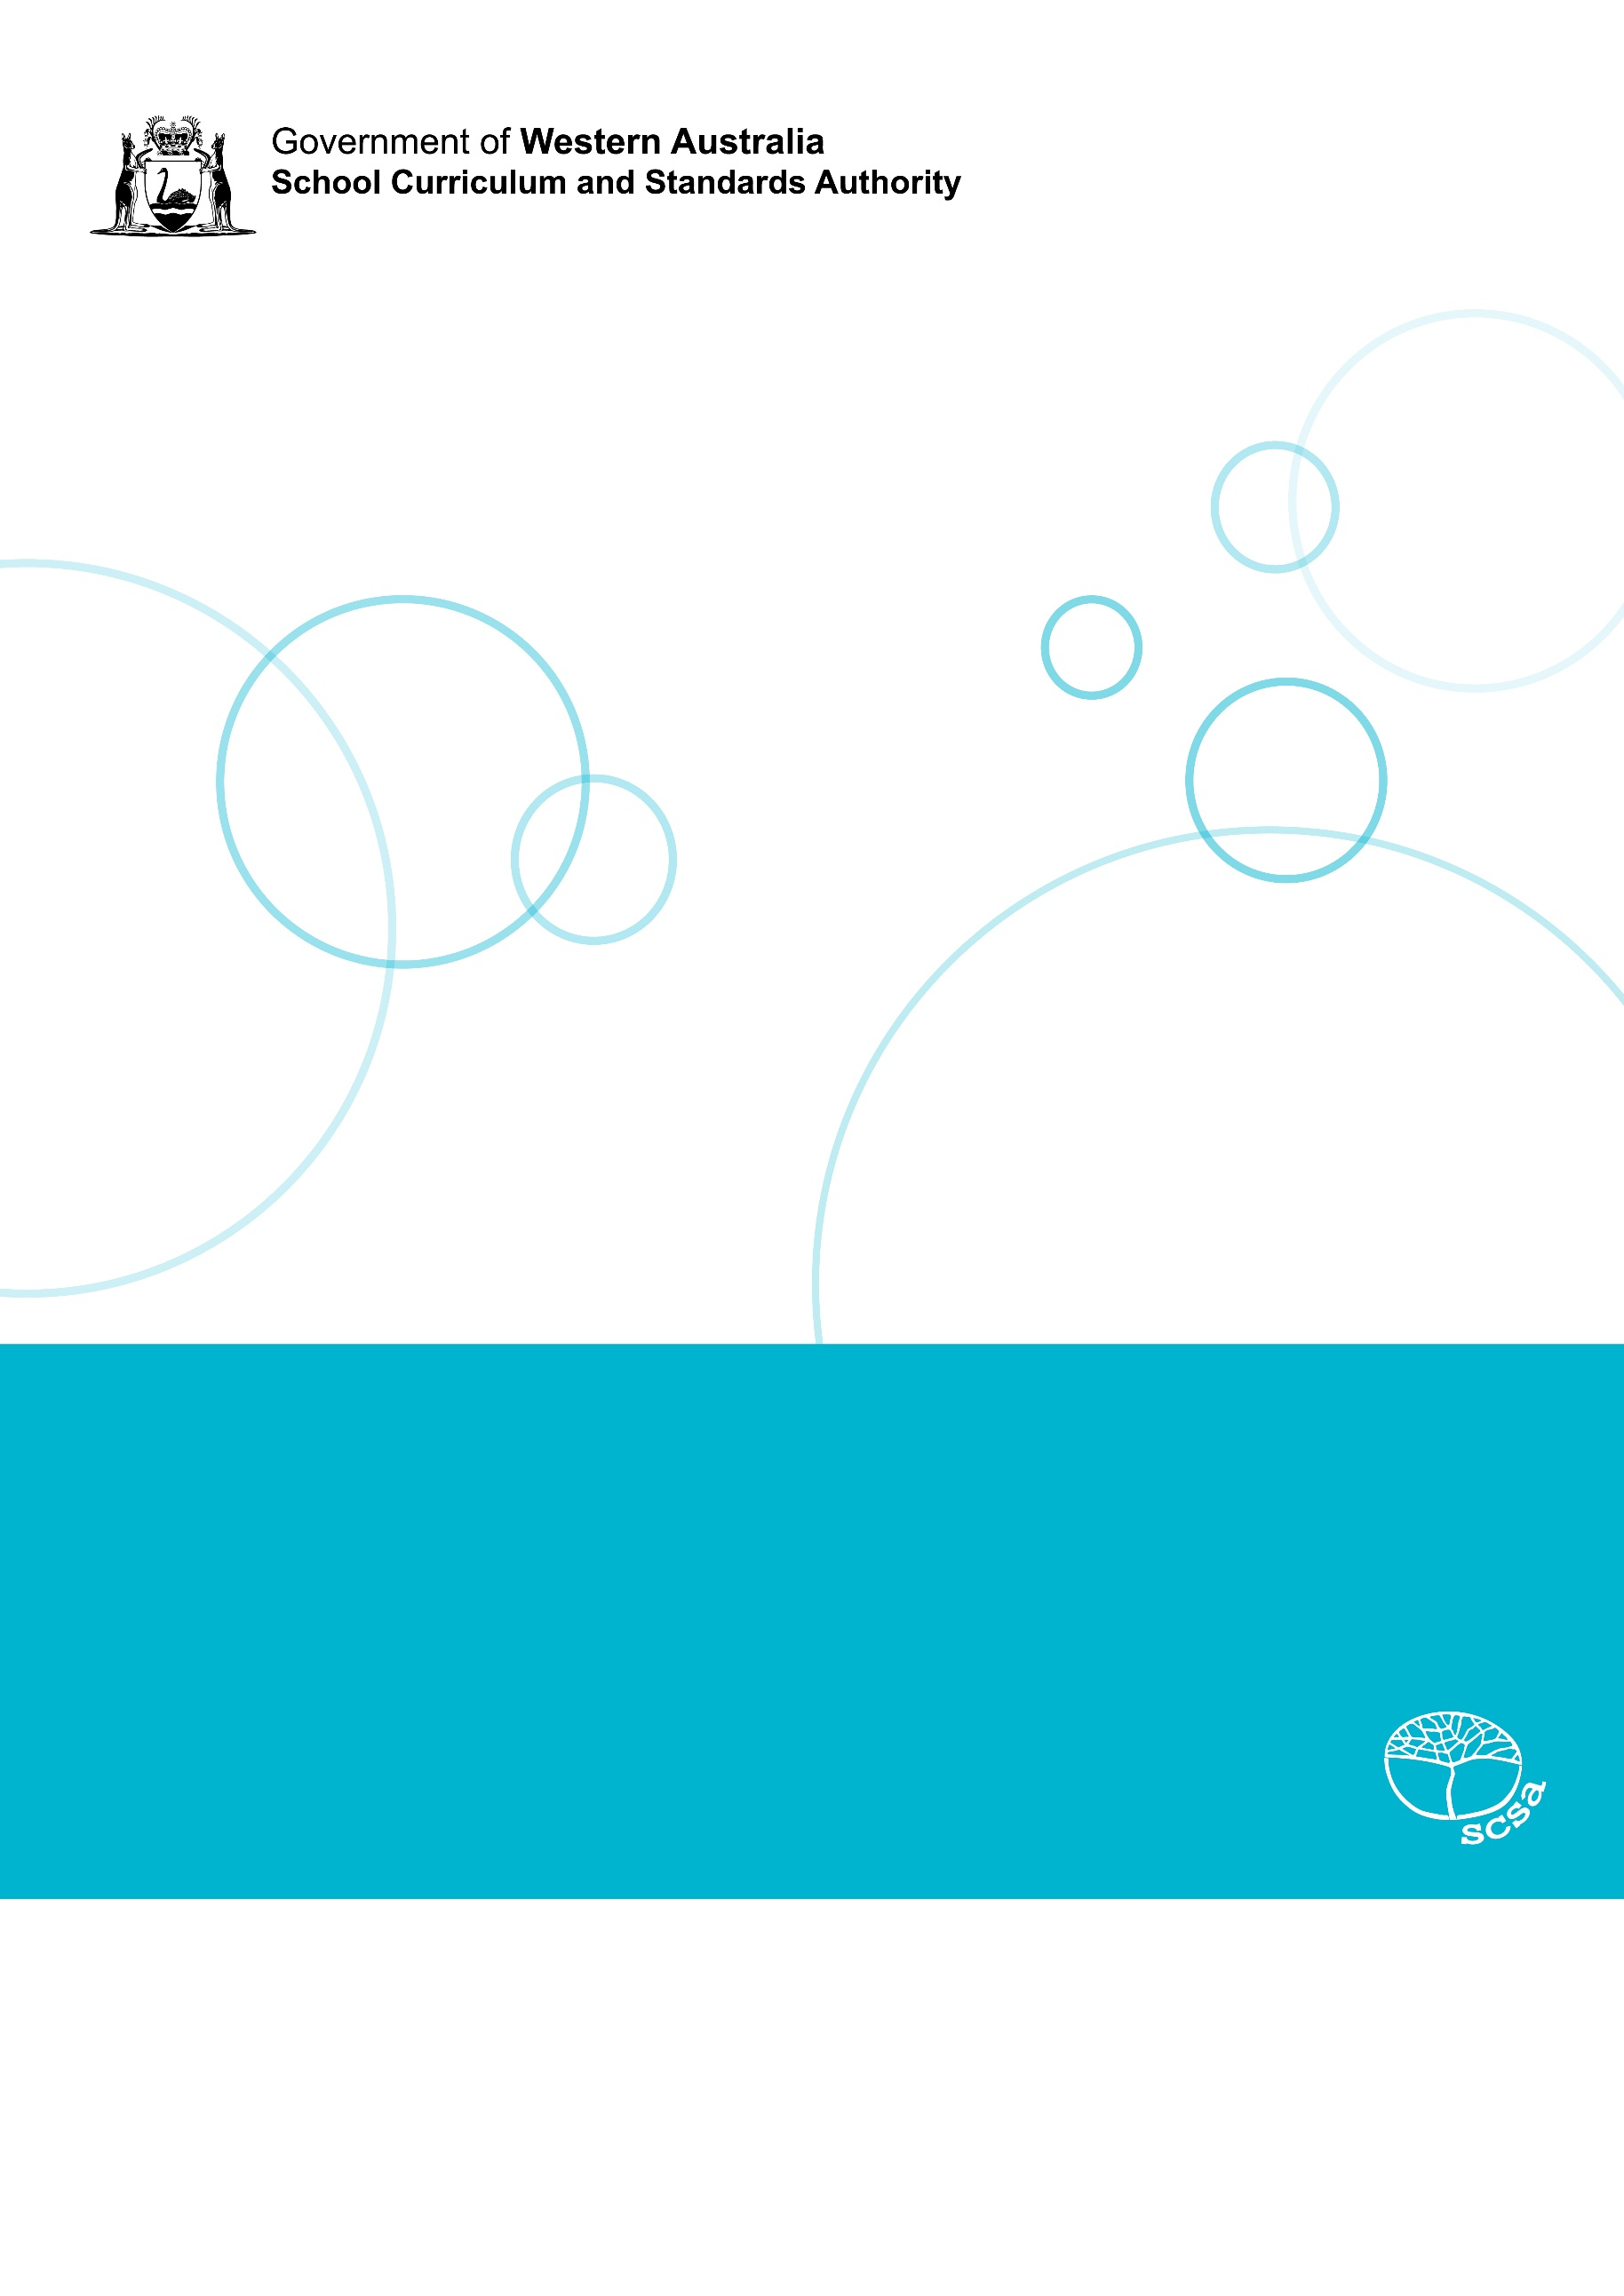 Government of Western Australia
School Curriculum and Standards Authority
scsa